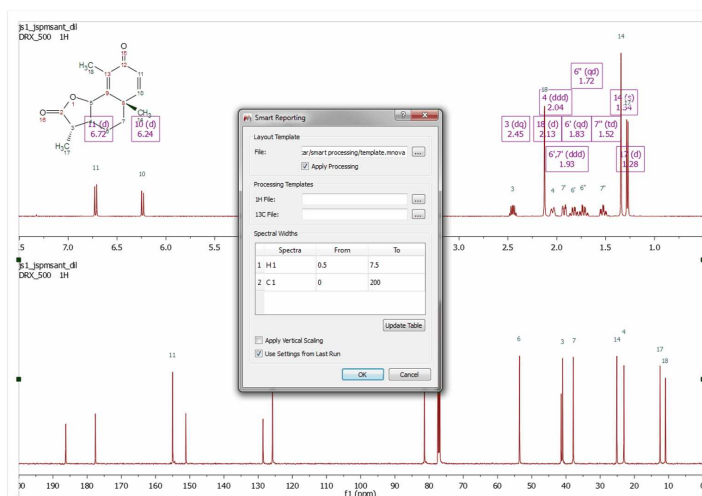 js1_jspmsant_dil
DRX_500 1H
O
15
H₃C
18
12
13
11
10
9
8
O
1
2
5
O
16
3
7
6
H₃C
17
CH₃
11 (d)
6.72
10 (d)
6.24
11
10
14
6'' (qd)
1.72
18
4 (ddd)
2.04
14 (s)
1.34
3 (dq)
2.45
18 (d)
2.13
6' (qd)
1.83
7'' (td)
1.52
6',7' (ddd)
1.93
17 (d)
1.28
3
4
7'
6'
6''
7''
7.0
6.5
6.0
5.5
3.0
2.5
2.0
1.5
1.0
Smart Reporting
Layout Template
File:
:ar/smart processing/template.mnova
...
Apply Processing
Processing Templates
1H File:
...
13C File:
...
Spectral Widths
Spectra
From
To
1
H 1
0.5
7.5
2
C 1
0
200
Update Table
Apply Vertical Scaling
Use Settings from Last Run
OK
Cancel
js1_jspmsant_dil
DRX_500 1H
11
6
3
7
14
4
17
18
190
180
170
160
150
140
130
120
110
100
90
80
70
60
50
40
30
20
10
0
f1 (ppm)